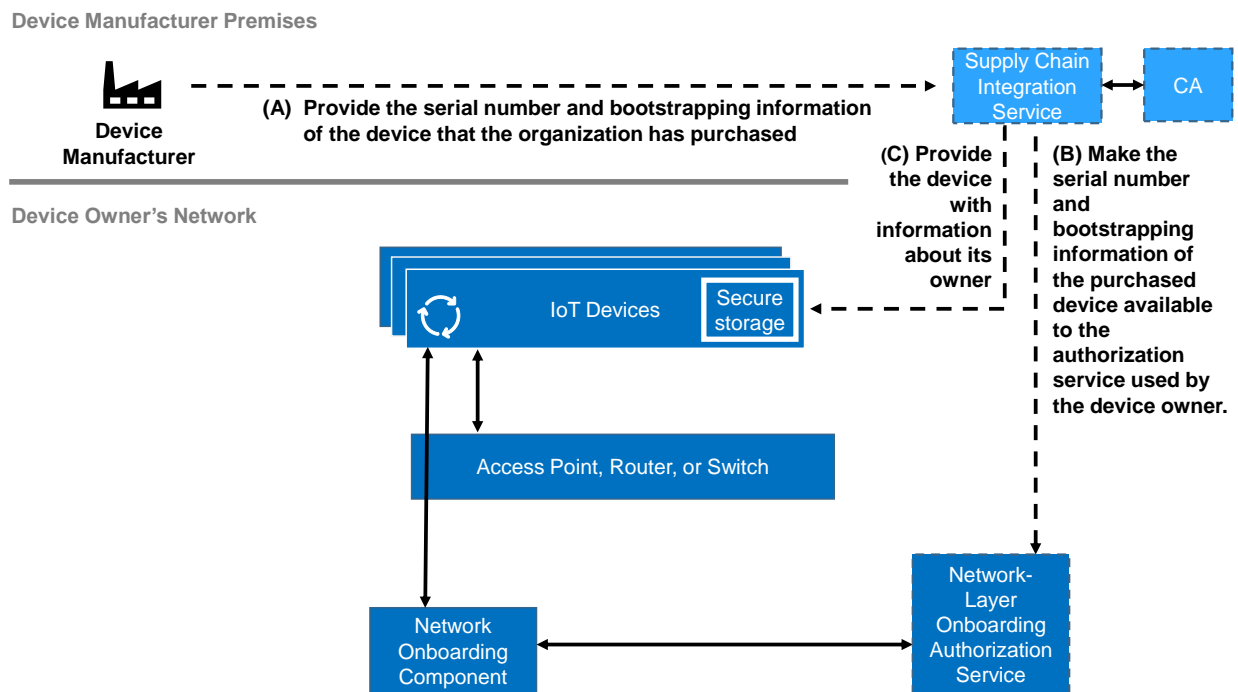 Device Manufacturer Premises
Device
Manufacturer
(A) Provide the serial number and bootstrapping information
of the device that the organization has purchased
Supply Chain
Integration
Service
CA
(C) Provide
the device
with
information
about its
owner
(B) Make the
serial number
and
bootstrapping
information of
the purchased
device available
to the
authorization
service used by
the device owner.
Device Owner’s Network
IoT Devices
Secure
storage
Access Point, Router, or Switch
Network
Onboarding
Component
Network-
Layer
Onboarding
Authorization
Service